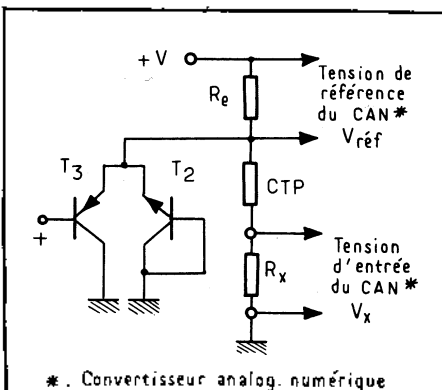 +V
Tension de
référence
du CAN*
Re
Vréf
T3
T2
CTP
+
Tension
d'entrée
du CAN*
Rx
Vx
*. Convertisseur analog. numérique